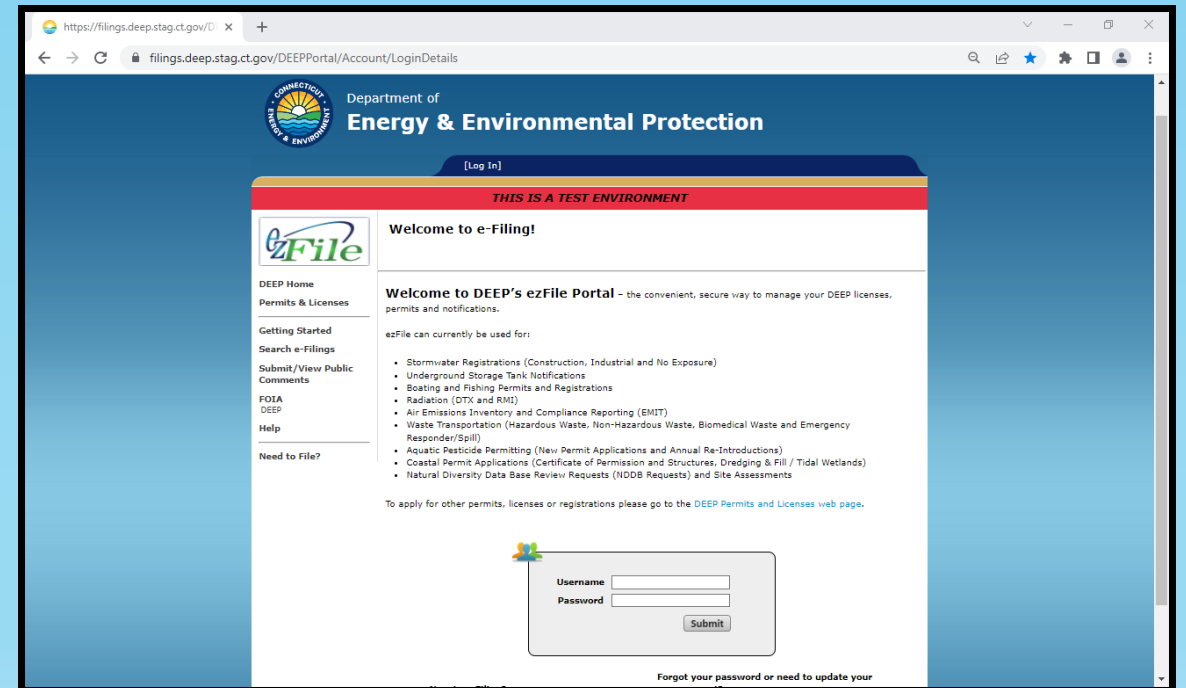 https://filings.deep.stag.ct.gov/D
filings.deep.stag.ct.gov/DEEPPortal/Account/LoginDetails
CONNECTICUT
ENERGY & ENVIRONMENT
Department of
Energy & Environmental Protection
[Log In]
THIS IS A TEST ENVIRONMENT
ezFile
Welcome to e-Filing!
DEEP Home
Permits & Licenses
Getting Started
Search e-Filings
Submit/View Public
Comments
FOIA
DEEP
Help
Need to File?
Welcome to DEEP's ezFile Portal – the convenient, secure way to manage your DEEP licenses,
permits and notifications.
ezFile can currently be used for:
• Stormwater Registrations (Construction, Industrial and No Exposure)
• Underground Storage Tank Notifications
• Boating and Fishing Permits and Registrations
• Radiation (DTX and RMI)
• Air Emissions Inventory and Compliance Reporting (EMIT)
• Waste Transportation (Hazardous Waste, Non-Hazardous Waste, Biomedical Waste and Emergency
Responder/Spill)
• Aquatic Pesticide Permitting (New Permit Applications and Annual Re-Introductions)
• Coastal Permit Applications (Certificate of Permission and Structures, Dredging & Fill / Tidal Wetlands)
• Natural Diversity Data Base Review Requests (NDDB Requests) and Site Assessments
To apply for other permits, licenses or registrations please go to the DEEP Permits and Licenses web page.
Username
Password
Submit
Forgot your password or need to update your